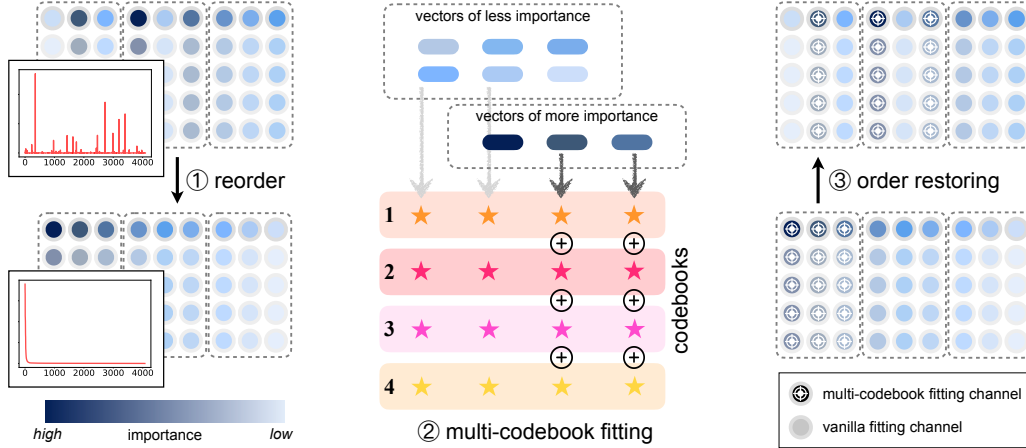 0 1000 2000 3000 4000
① reorder
0 1000 2000 3000 4000
high importance low
vectors of less importance
vectors of more importance
1
2
3
4
codebooks
② multi-codebook fitting
③ order restoring
multi-codebook fitting channel
vanilla fitting channel